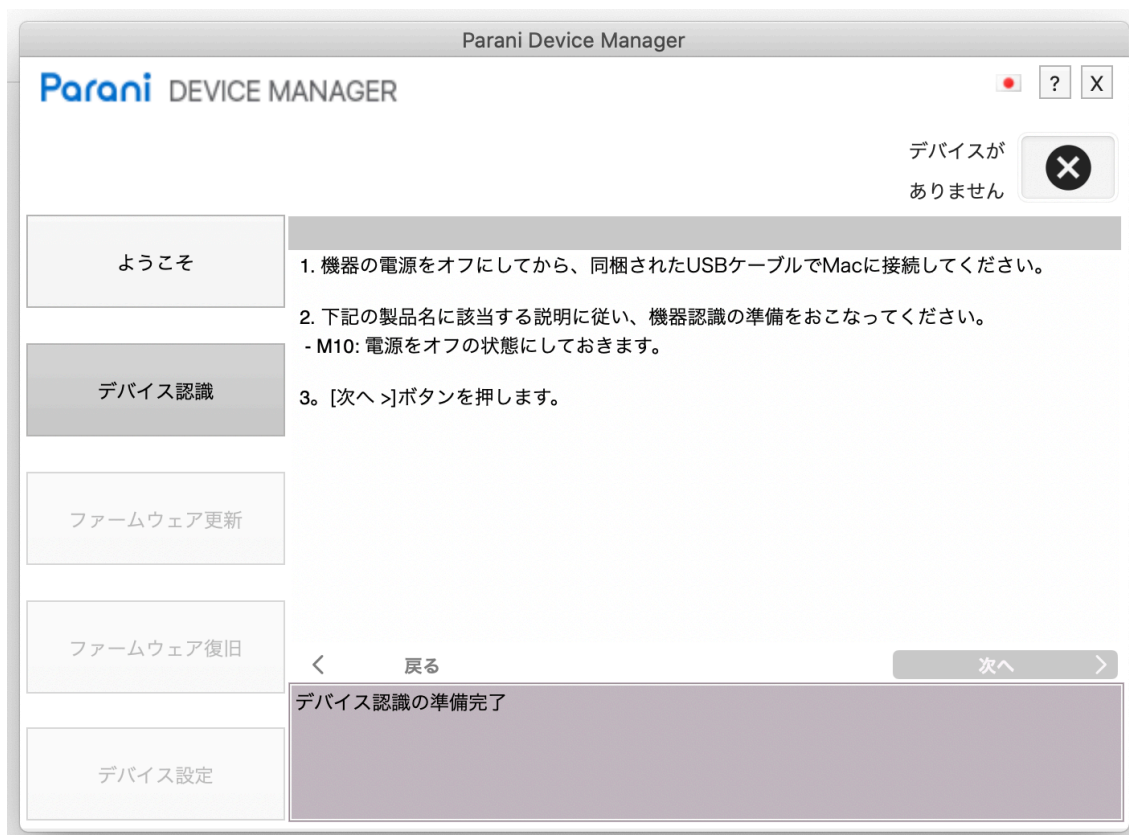 Parani Device Manager
Parani DEVICE MANAGER
? X
デバイスが
ありません
ようこそ
デバイス認識
ファームウェア更新
ファームウェア復旧
デバイス設定
1. 機器の電源をオフにしてから、同梱されたUSBケーブルでMacに接続してください。
2. 下記の製品名に該当する説明に従い、機器認識の準備をおこなってください。
- M10: 電源をオフの状態にしておきます。
3。[次へ >]ボタンを押します。
< 戻る 次へ >
デバイス認識の準備完了